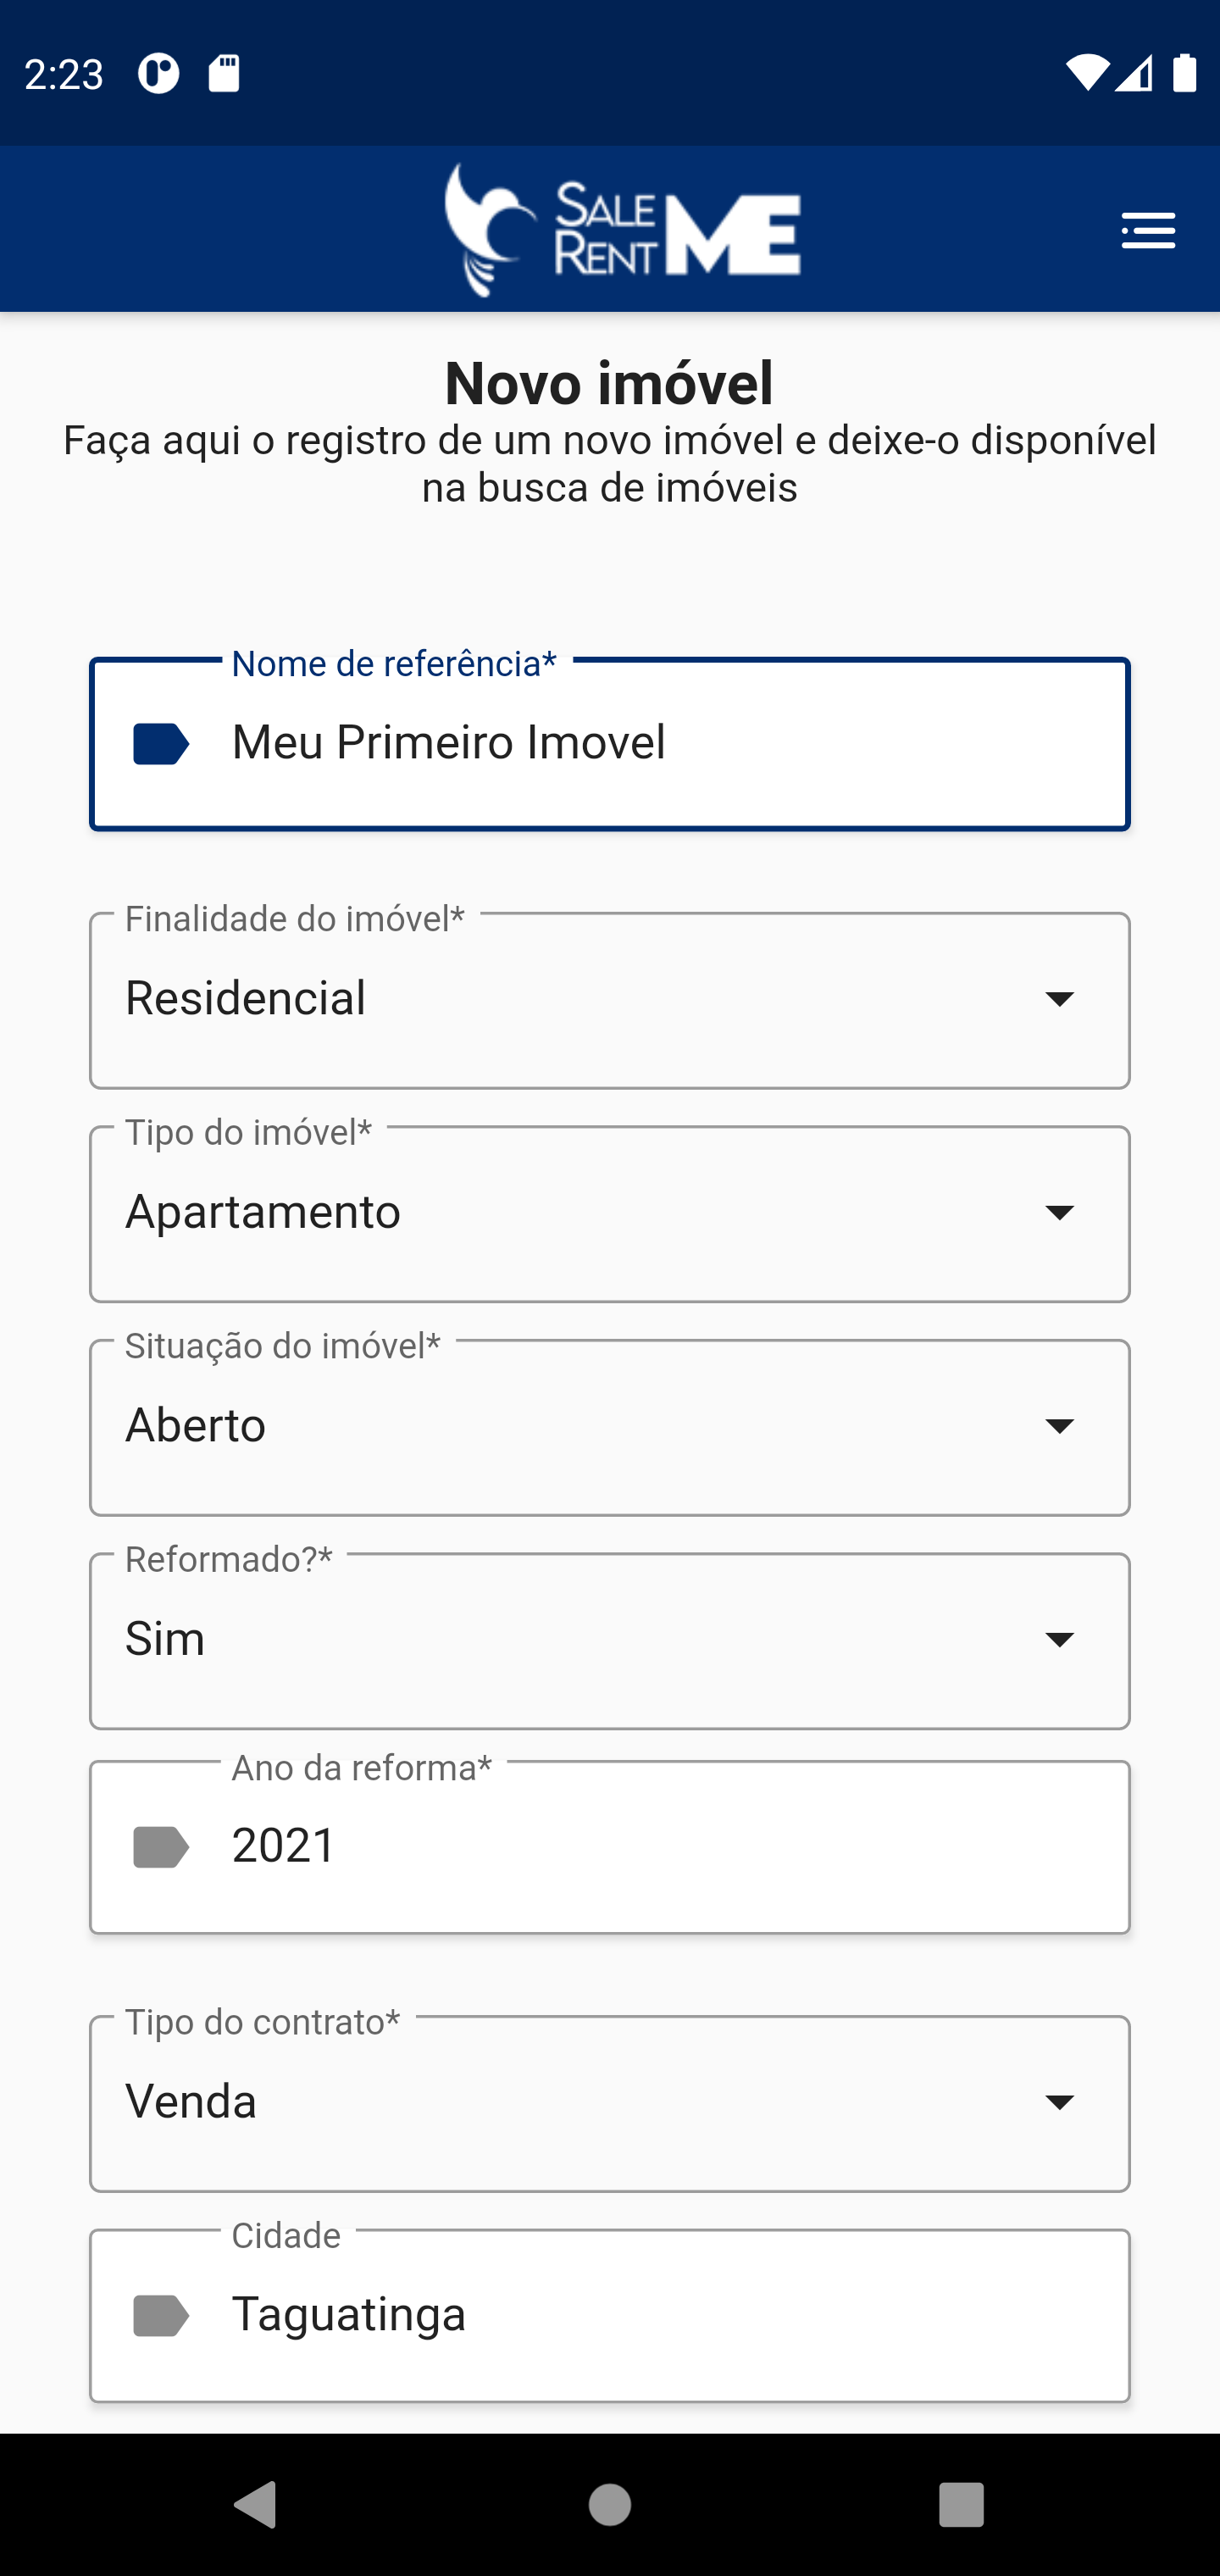 2:23
SALE
RENT ME
Novo imóvel
Faça aqui o registro de um novo imóvel e deixe-o disponível
na busca de imóveis
Nome de referência*
Meu Primeiro Imovel
Finalidade do imóvel*
Residencial
Tipo do imóvel*
Apartamento
Situação do imóvel*
Aberto
Reformado?*
Sim
Ano da reforma*
2021
Tipo do contrato*
Venda
Cidade
Taguatinga